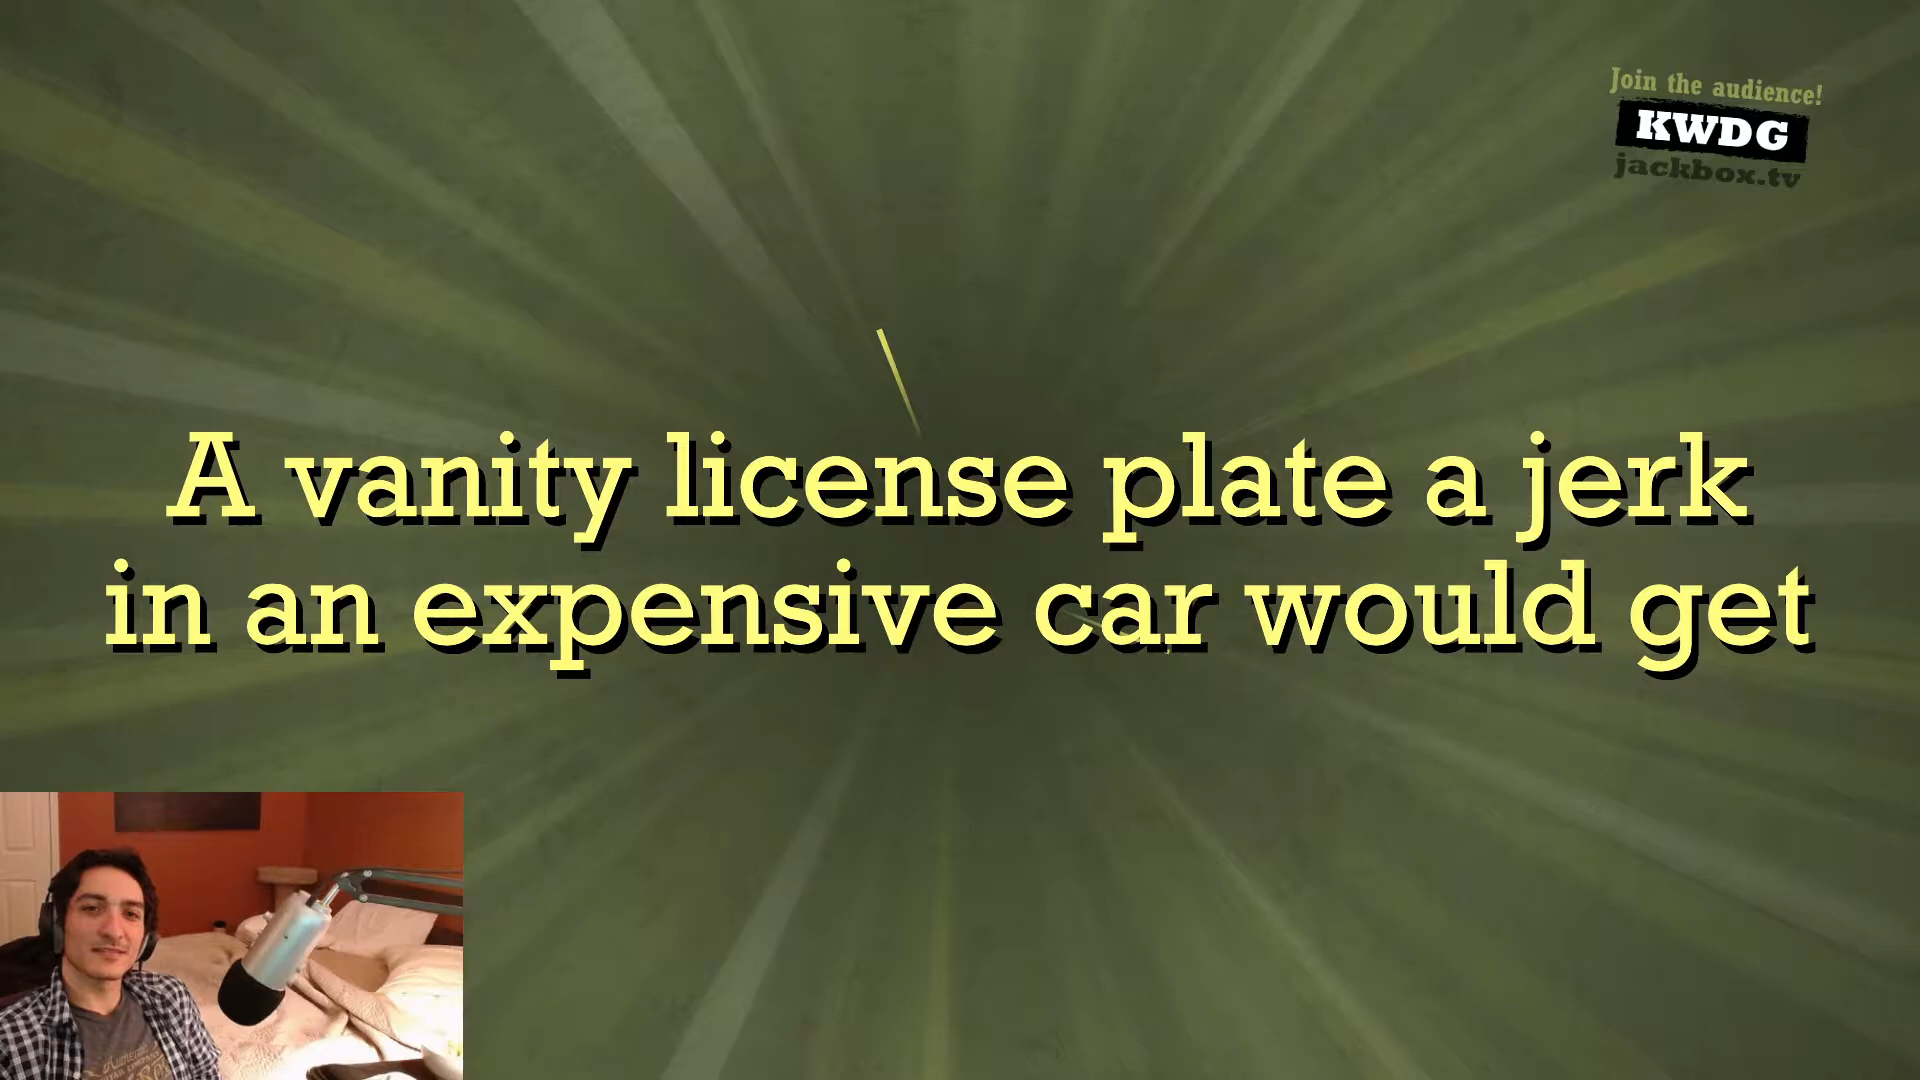 Join the audience!
KWDG
jackbox.tv
A vanity license plate a jerk
in an expensive car would get